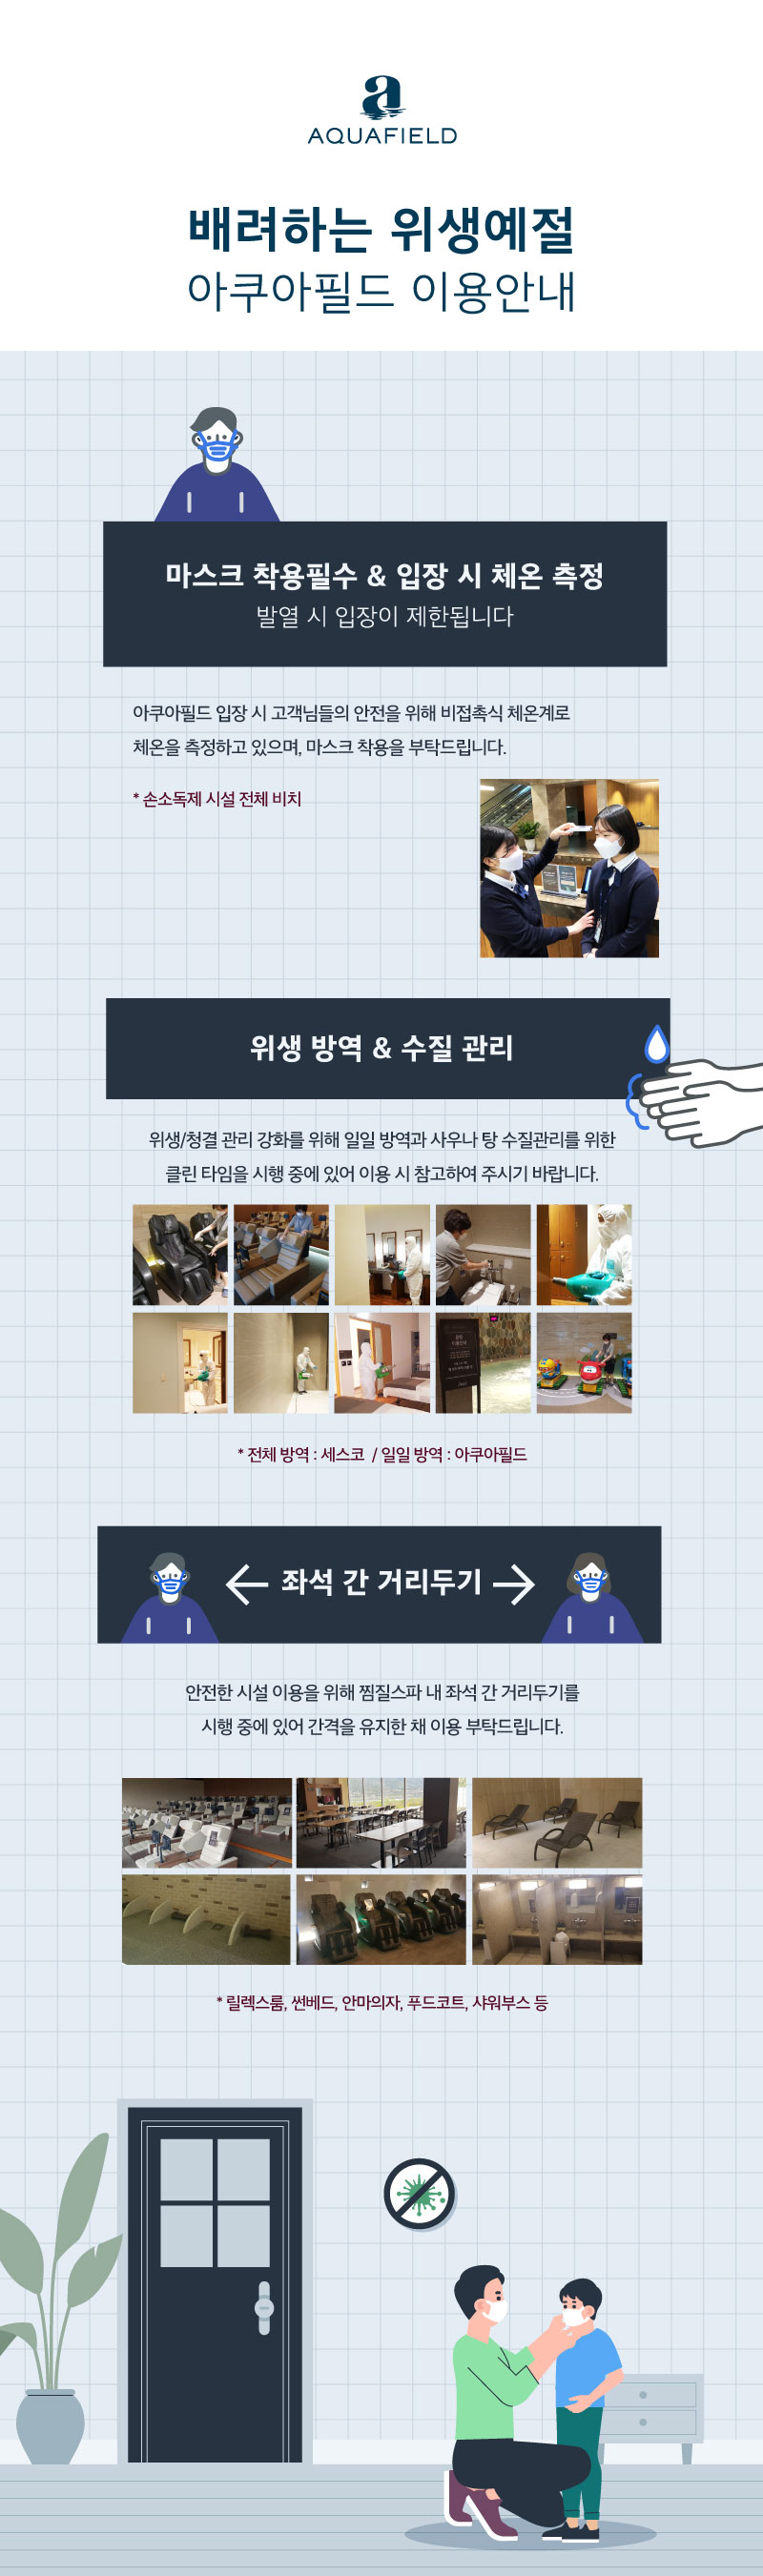 a
AQUAFIELD
배려하는 위생예절
아쿠아필드 이용안내
마스크 착용필수 & 입장 시 체온 측정
발열 시 입장이 제한됩니다
아쿠아필드 입장 시 고객님들의 안전을 위해 비접촉식 체온계로
체온을 측정하고 있으며, 마스크 착용을 부탁드립니다.
* 손소독제 시설 전체 비치
위생 방역 & 수질 관리
위생/청결 관리 강화를 위해 일일 방역과 사우나 탕 수질관리를 위한
클린 타임을 시행 중에 있어 이용 시 참고하여 주시기 바랍니다.
* 전체 방역 : 세스코 / 일일 방역 : 아쿠아필드
좌석 간 거리두기
안전한 시설 이용을 위해 찜질스파 내 좌석 간 거리두기를
시행 중에 있어 간격을 유지한 채 이용 부탁드립니다.
* 릴렉스룸, 썬베드, 안마의자, 푸드코트, 샤워부스 등